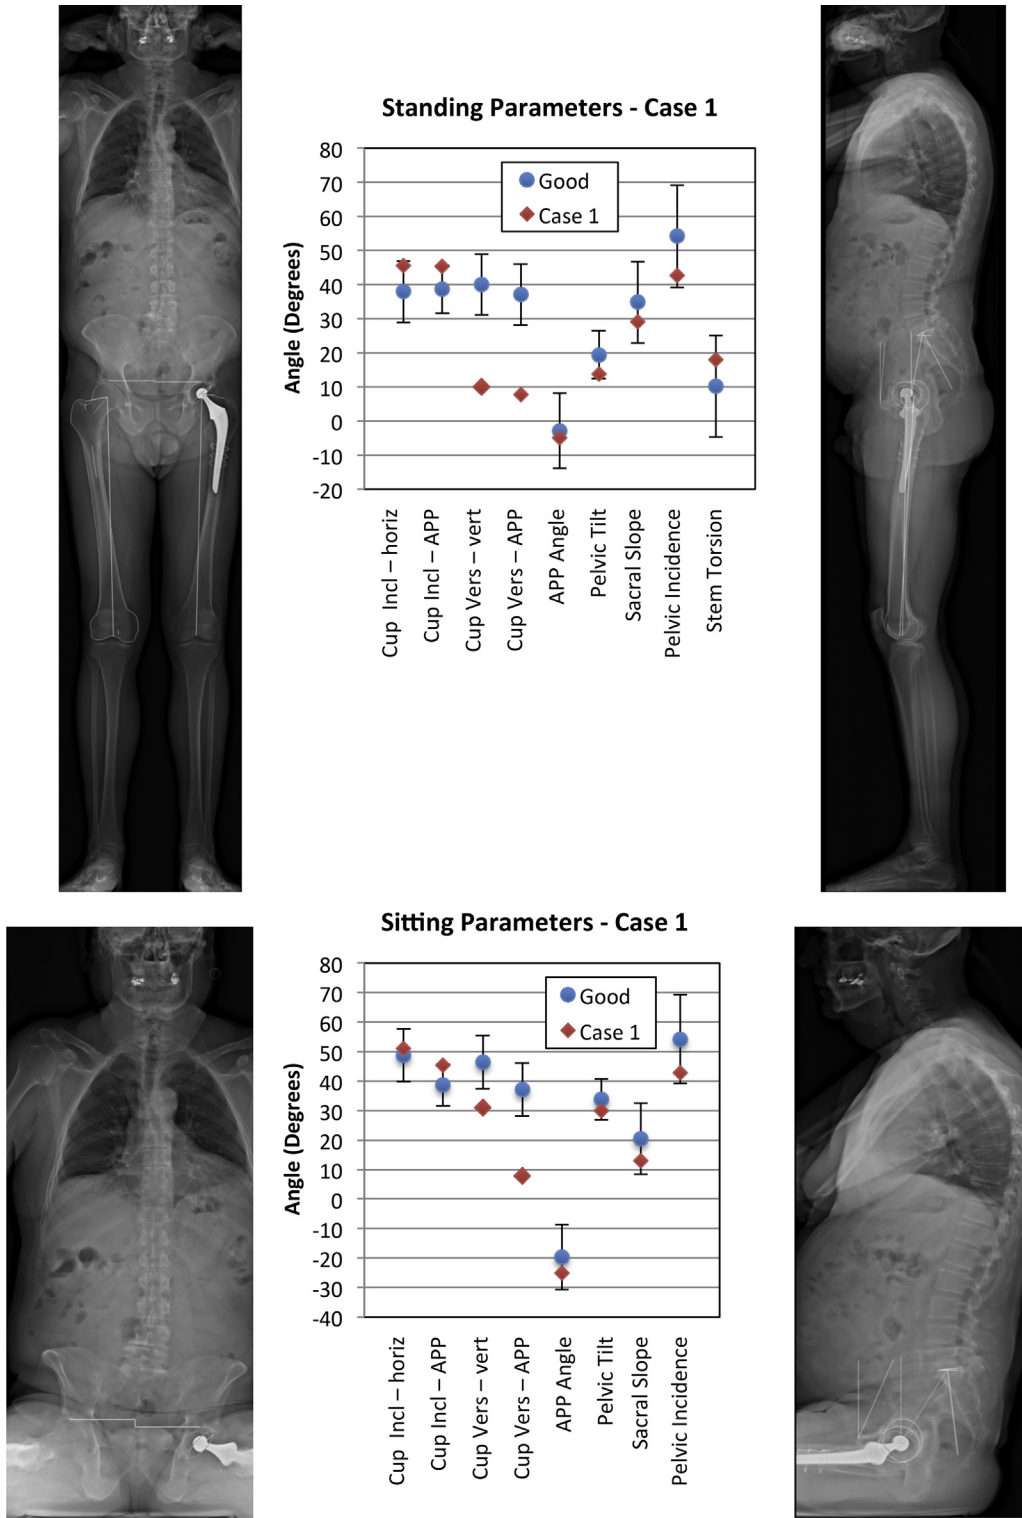 Standing Parameters - Case 1
80
70
60
50
40
30
20
10
0
-10
-20
Angle (Degrees)
Good
Case 1
Cup Incl – horiz
Cup Incl – APP
Cup Vers – vert
Cup Vers – APP
APP Angle
Pelvic Tilt
Sacral Slope
Pelvic Incidence
Stem Torsion
Sitting Parameters - Case 1
80
70
60
50
40
30
20
10
0
-10
-20
-30
-40
Angle (Degrees)
Good
Case 1
Cup Incl – horiz
Cup Incl – APP
Cup Vers – vert
Cup Vers – APP
APP Angle
Pelvic Tilt
Sacral Slope
Pelvic Incidence